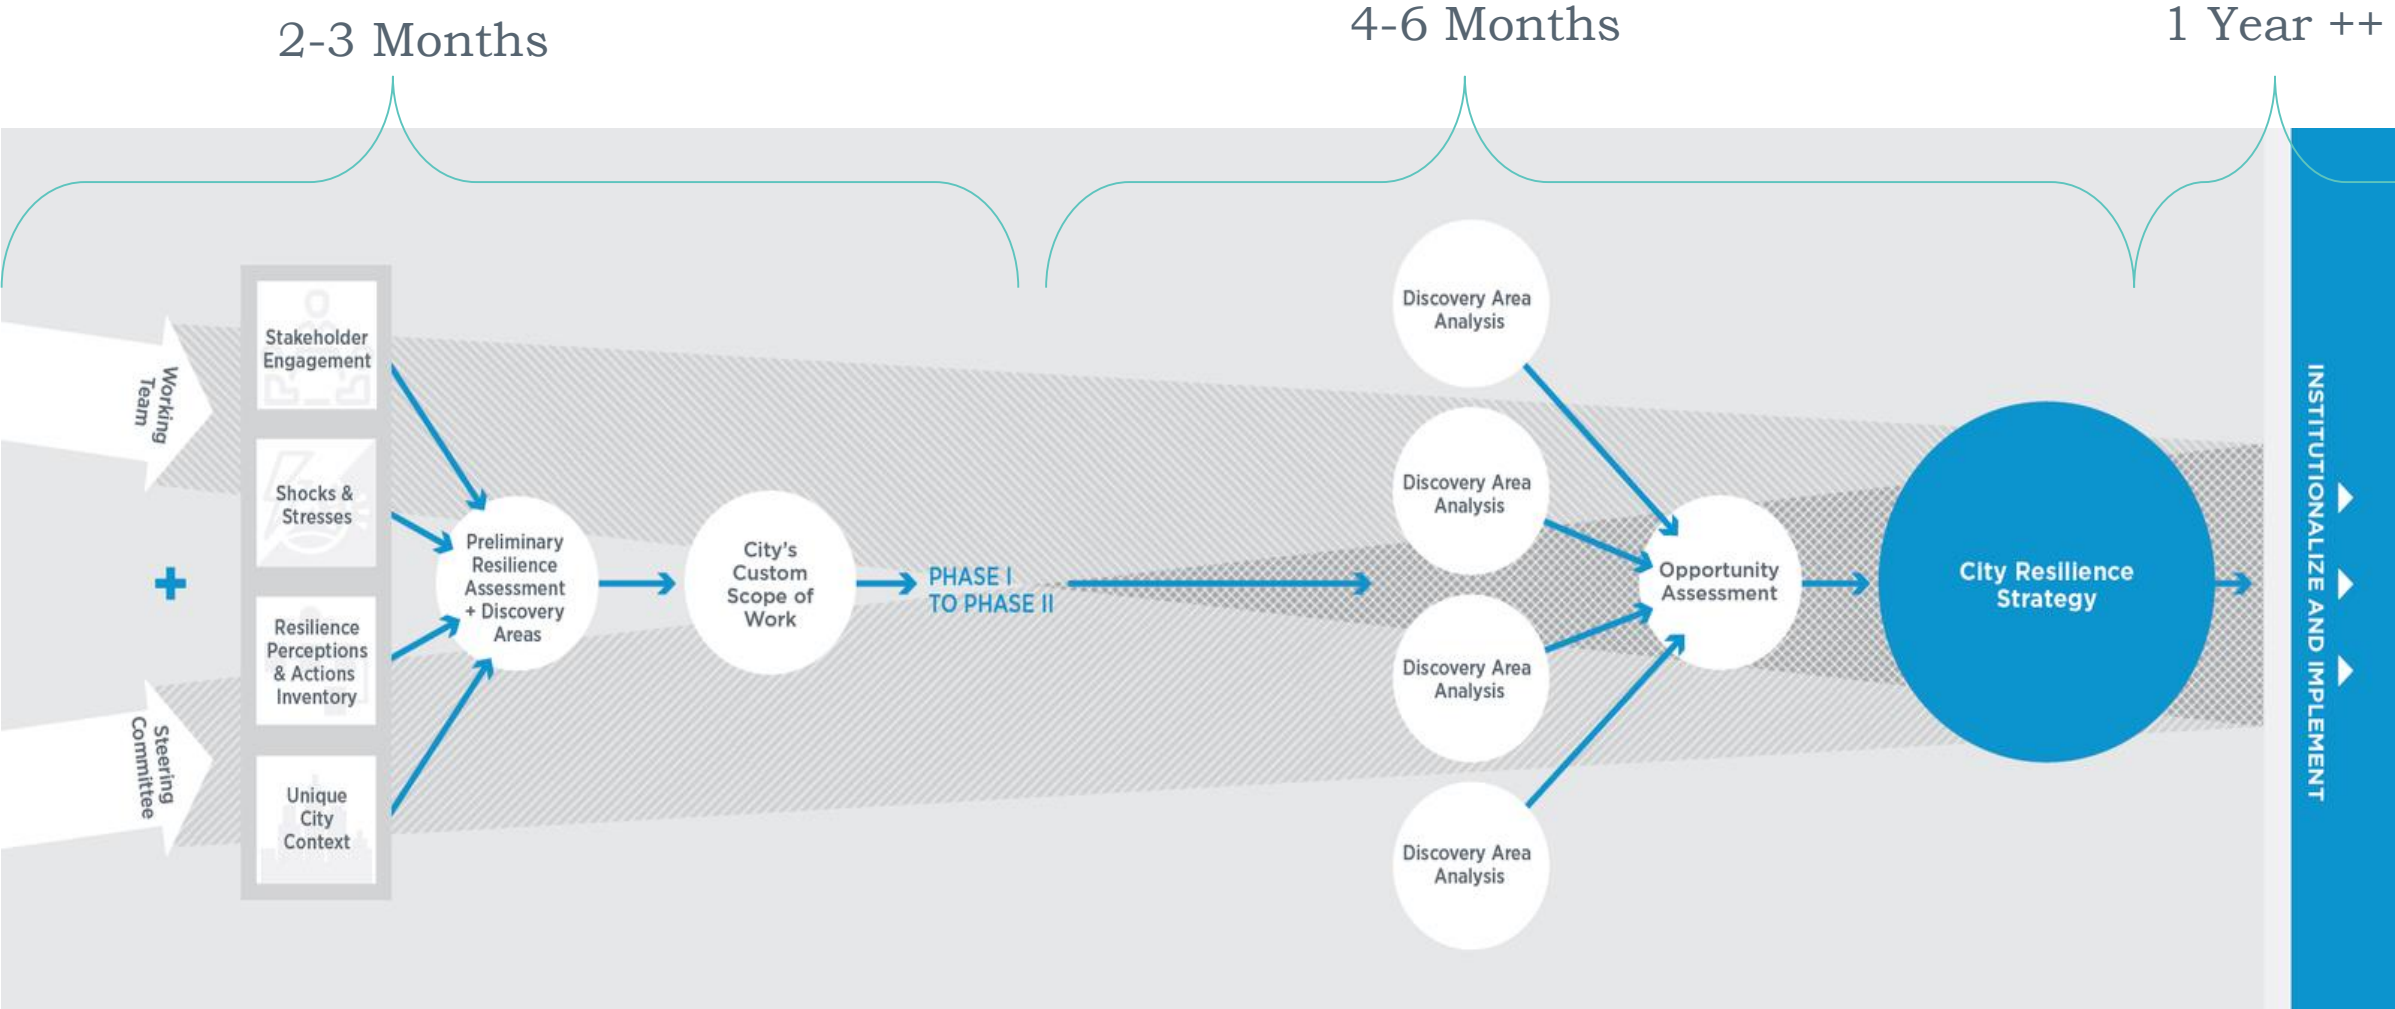 2-3 Months
4-6 Months
1 Year ++
Working
Team
Steering
Committee
Stakeholder
Engagement
Shocks &
Stresses
Resilience
Perceptions
& Actions
Inventory
Unique
City
Context
Preliminary
Resilience
Assessment
+ Discovery
Areas
City's
Custom
Scope of
Work
PHASE I
TO PHASE II
Discovery Area
Analysis
Discovery Area
Analysis
Discovery Area
Analysis
Discovery Area
Analysis
Opportunity
Assessment
City Resilience
Strategy
INSTITUTIONALIZE AND IMPLEMENT